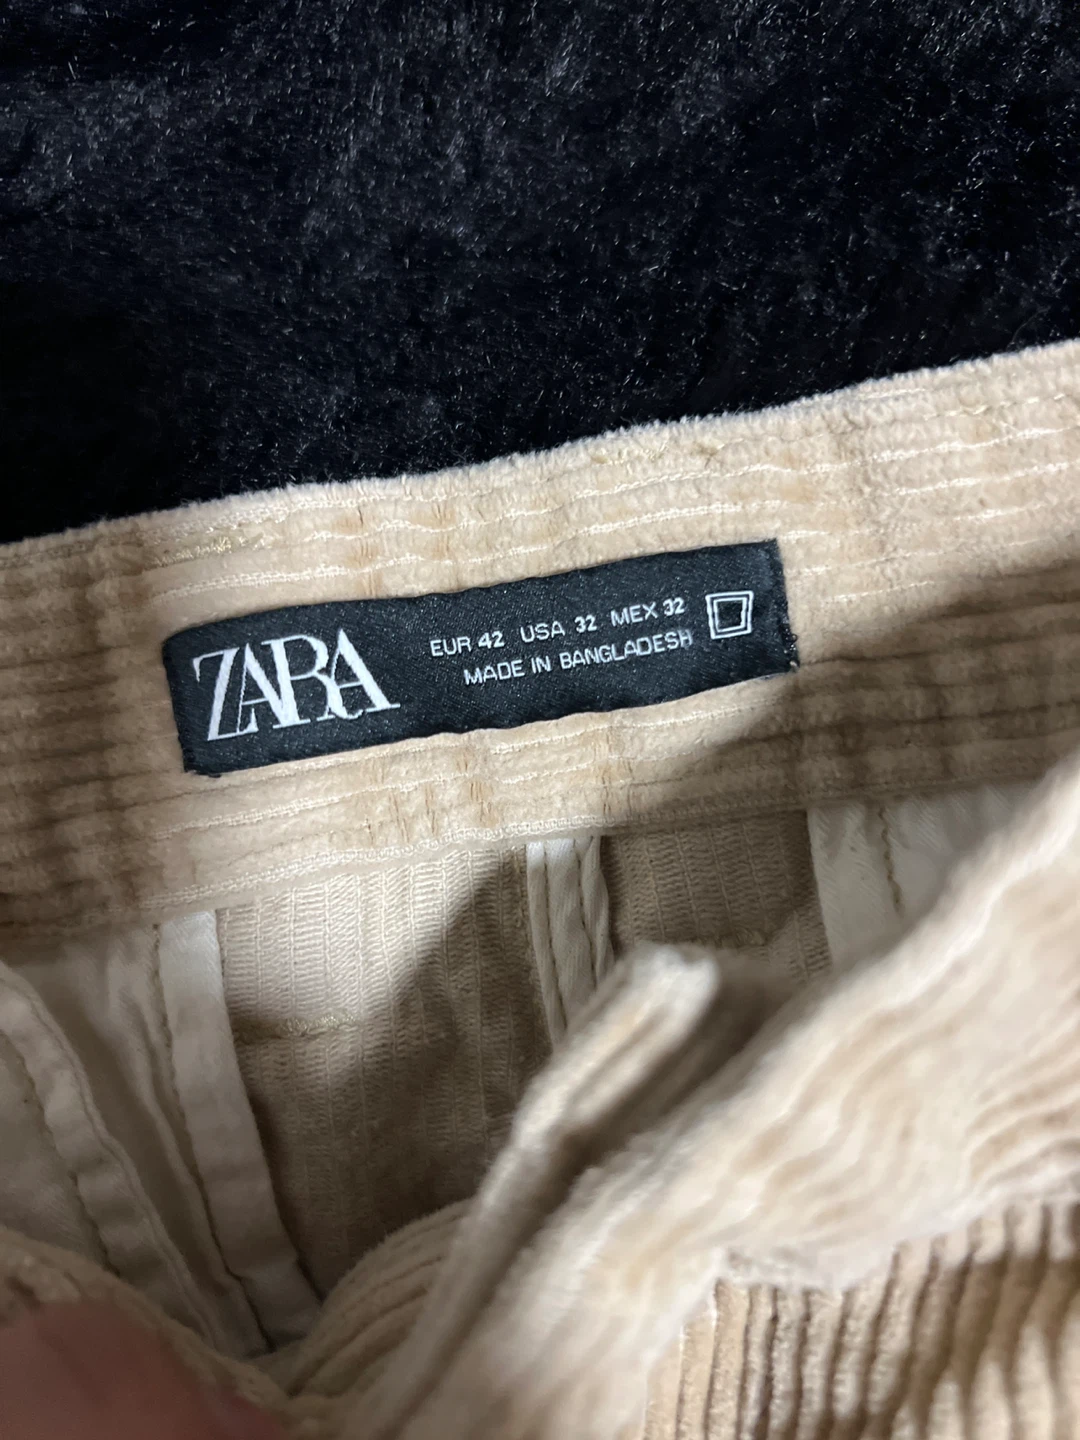 ZARA
EUR 42 USA 32 MEX 32
MADE IN BANGLADESH